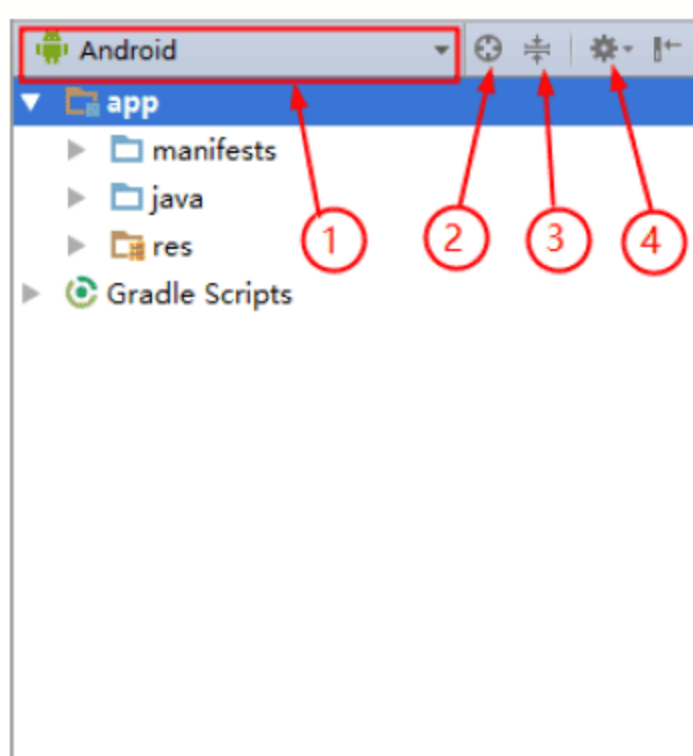 Android
app
manifests
java
res
1
2
3
4
Gradle Scripts